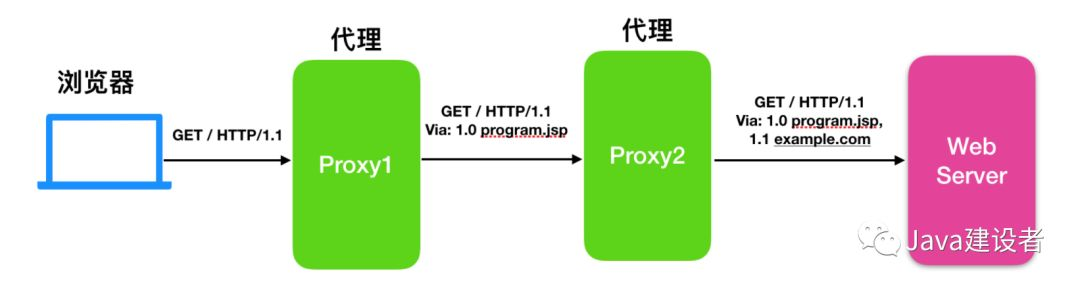 浏览器
GET / HTTP/1.1
代理
Proxy1
GET / HTTP/1.1
Via: 1.0 program.jsp
代理
Proxy2
GET / HTTP/1.1
Via: 1.0 program.jsp,
1.1 example.com
Web
Server
Java建设者